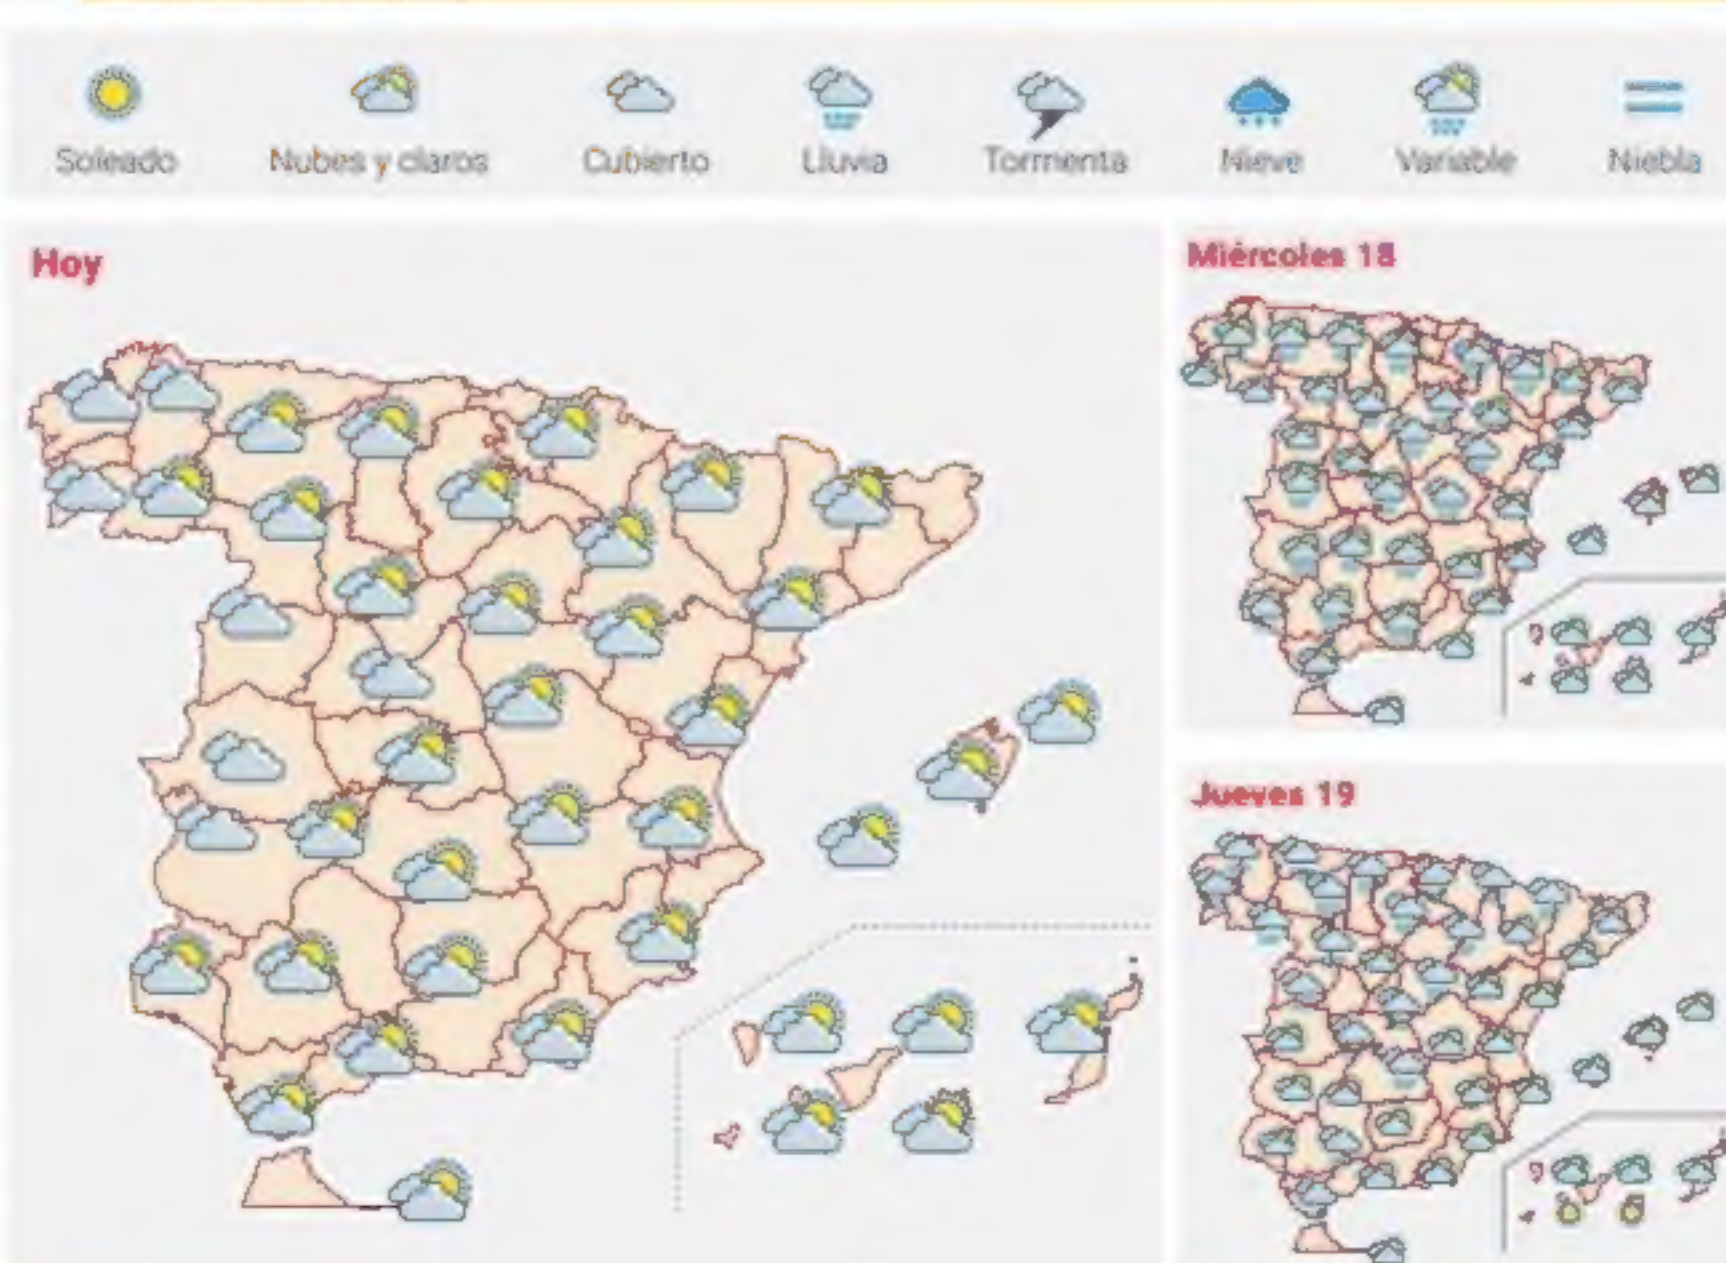 Soleado
Nubes y claros
Cubierto
Lluvia
Tormenta
Nieve
Variable
Niebla
Hoy
Miércoles 18
Jueves 19